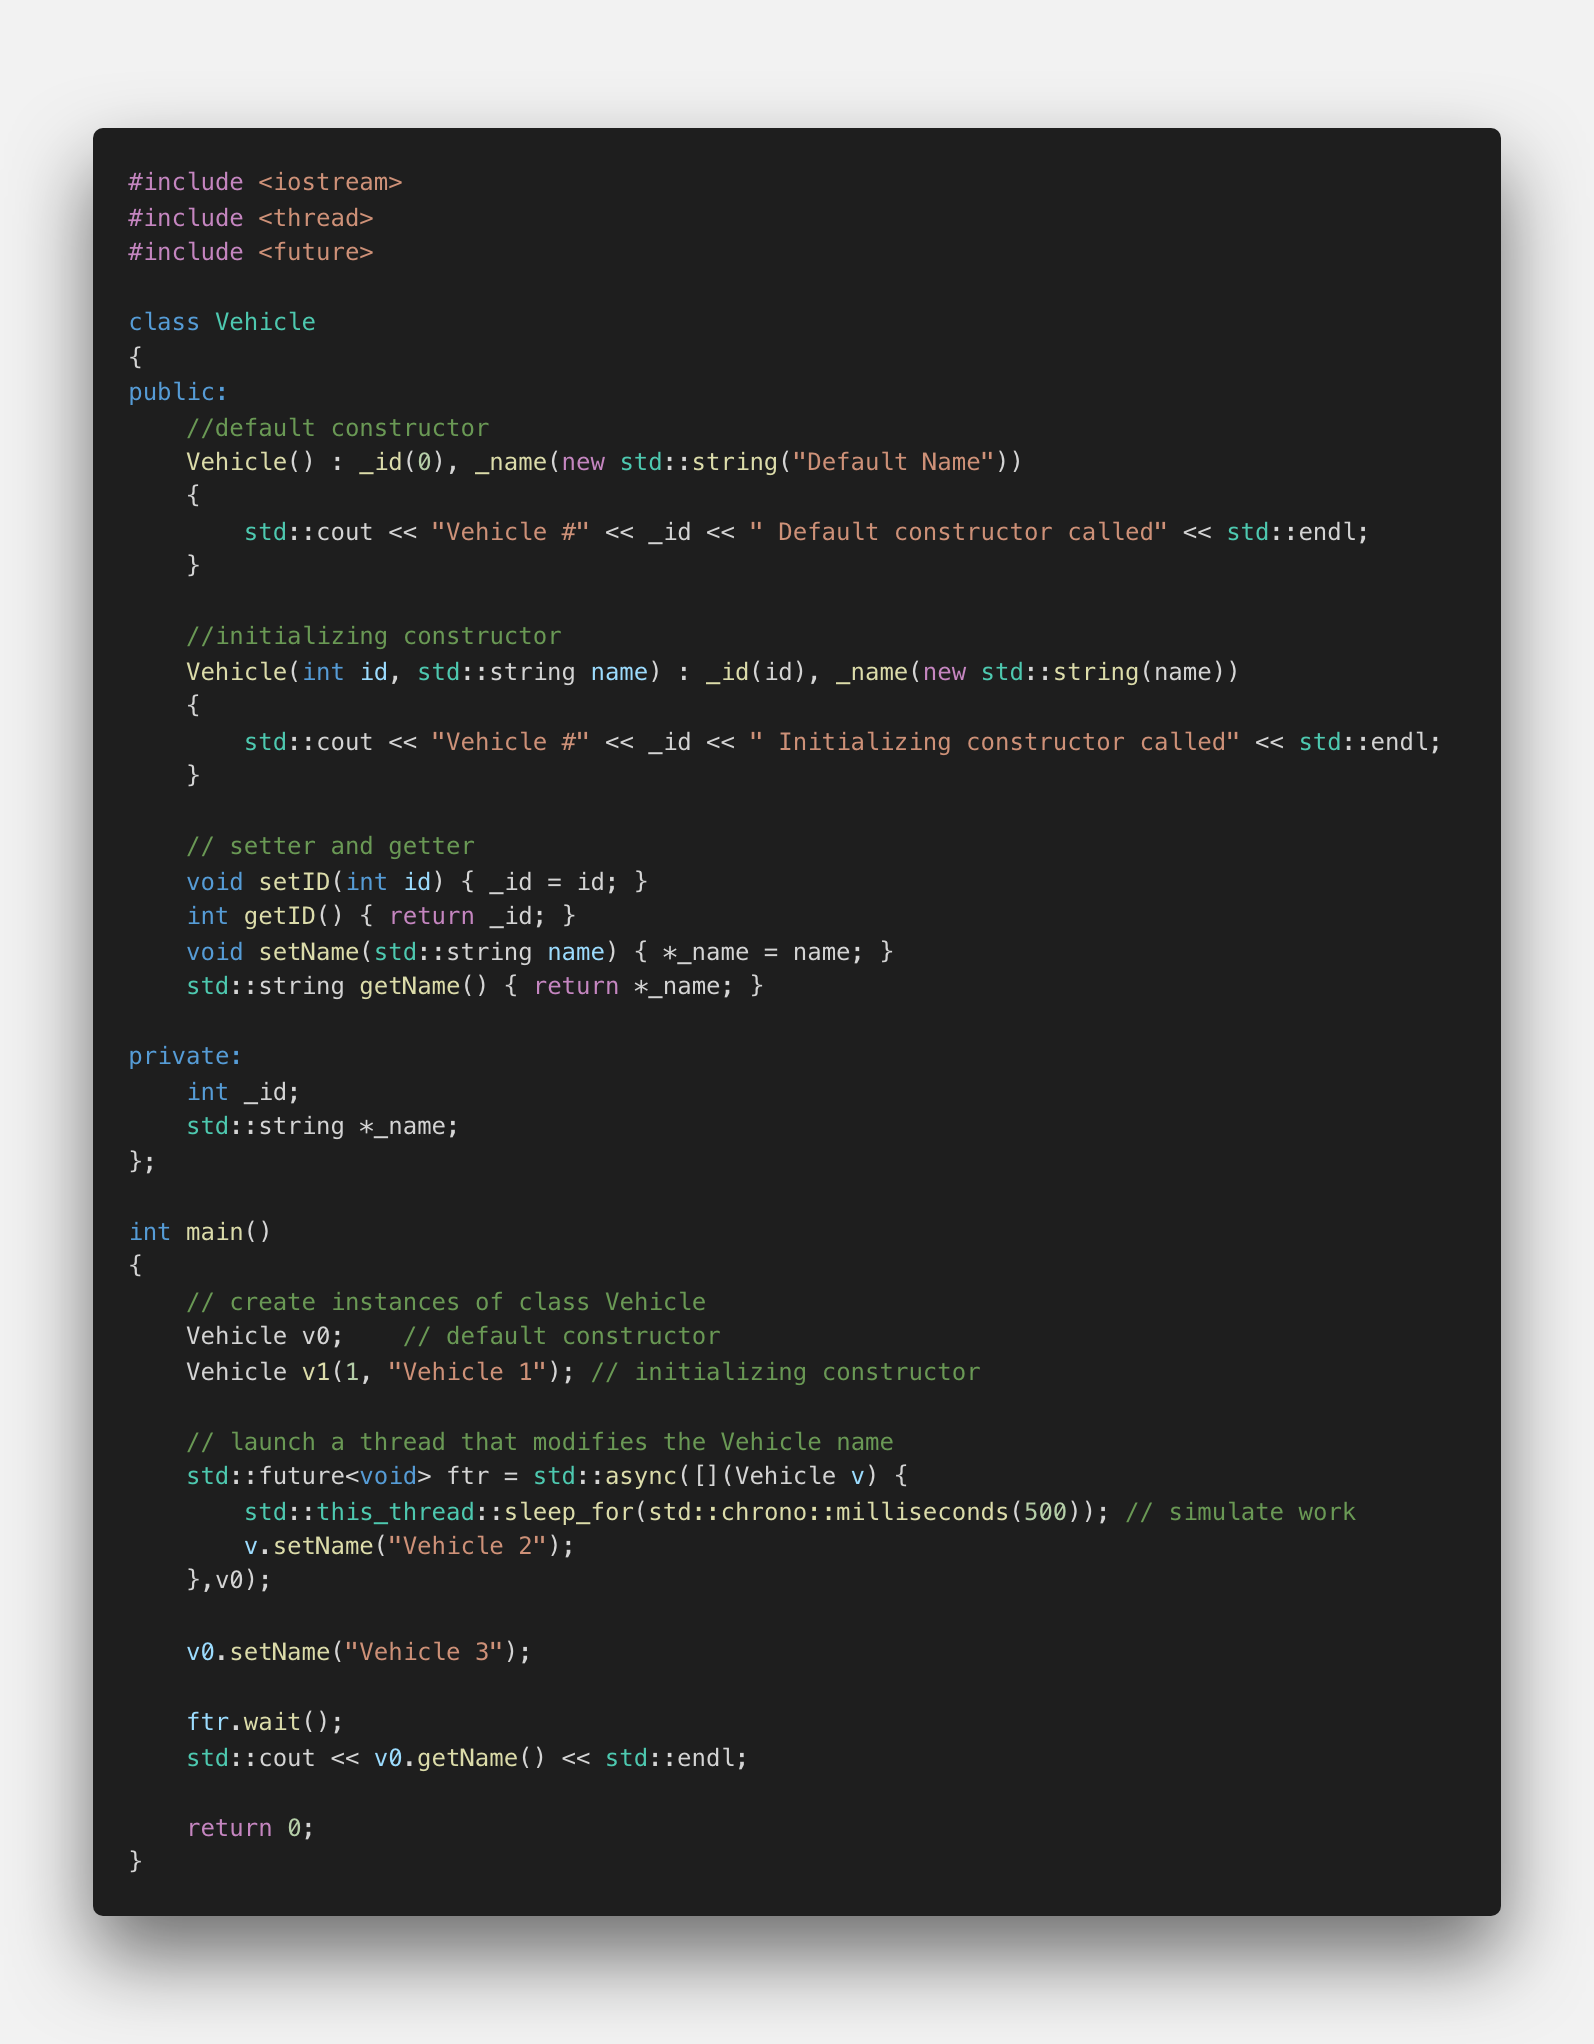 #include <iostream>
#include <thread>
#include <future>

class Vehicle
{
public:
    //default constructor
    Vehicle() : _id(0), _name(new std::string("Default Name"))
    {
        std::cout << "Vehicle #" << _id << " Default constructor called" << std::endl;
    }

    //initializing constructor
    Vehicle(int id, std::string name) : _id(id), _name(new std::string(name))
    {
        std::cout << "Vehicle #" << _id << " Initializing constructor called" << std::endl;
    }

    // setter and getter
    void setID(int id) { _id = id; }
    int getID() { return _id; }
    void setName(std::string name) { *_name = name; }
    std::string getName() { return *_name; }

private:
    int _id;
    std::string *_name;
};

int main()
{
    // create instances of class Vehicle
    Vehicle v0;    // default constructor
    Vehicle v1(1, "Vehicle 1"); // initializing constructor

    // launch a thread that modifies the Vehicle name
    std::future<void> ftr = std::async([](Vehicle v) {
        std::this_thread::sleep_for(std::chrono::milliseconds(500)); // simulate work
        v.setName("Vehicle 2");
    },v0);

    v0.setName("Vehicle 3");

    ftr.wait();
    std::cout << v0.getName() << std::endl;

    return 0;
}